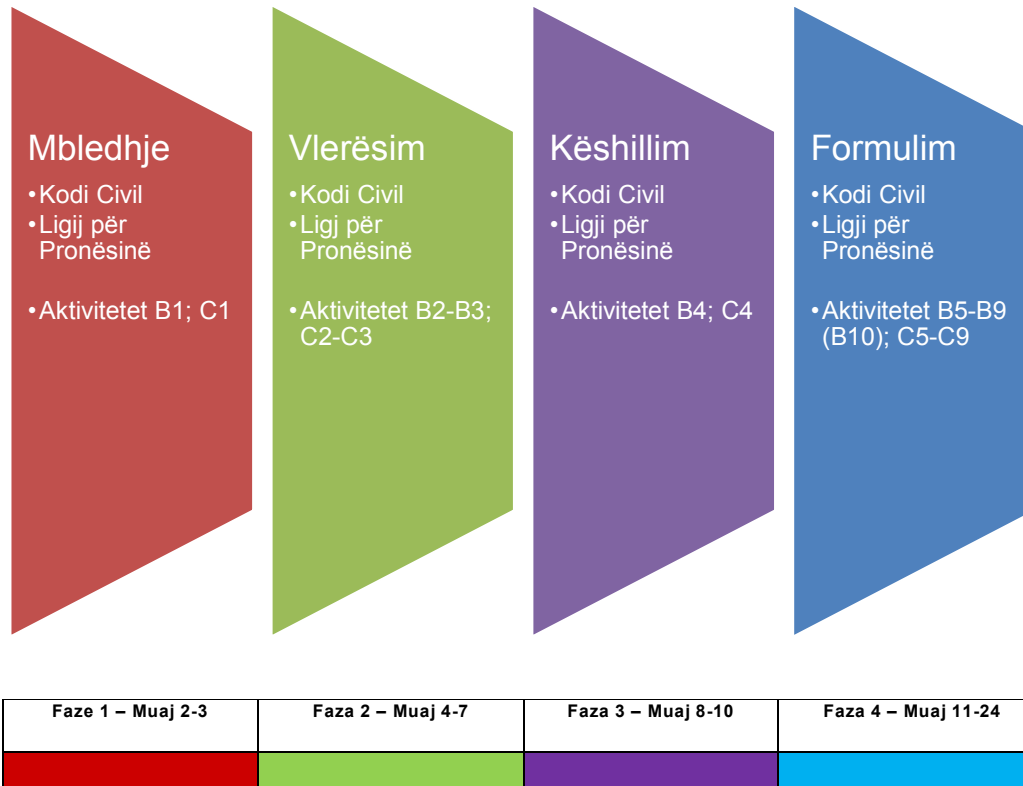 Mbledhje
•Kodi Civil
•Ligij për
Pronësinë
•Aktivitetet B1; C1
Vlerësim
•Kodi Civil
•Ligj për
Pronësinë
•Aktivitetet B2-B3;
C2-C3
Këshillim
•Kodi Civil
•Ligji për
Pronësinë
•Aktivitetet B4; C4
Formulim
•Kodi Civil
•Ligji për
Pronësinë
•Aktivitetet B5-B9
(B10); C5-C9
Faze 1 – Muaj 2-3
Faza 2 – Muaj 4-7
Faza 3 – Muaj 8-10
Faza 4 – Muaj 11-24